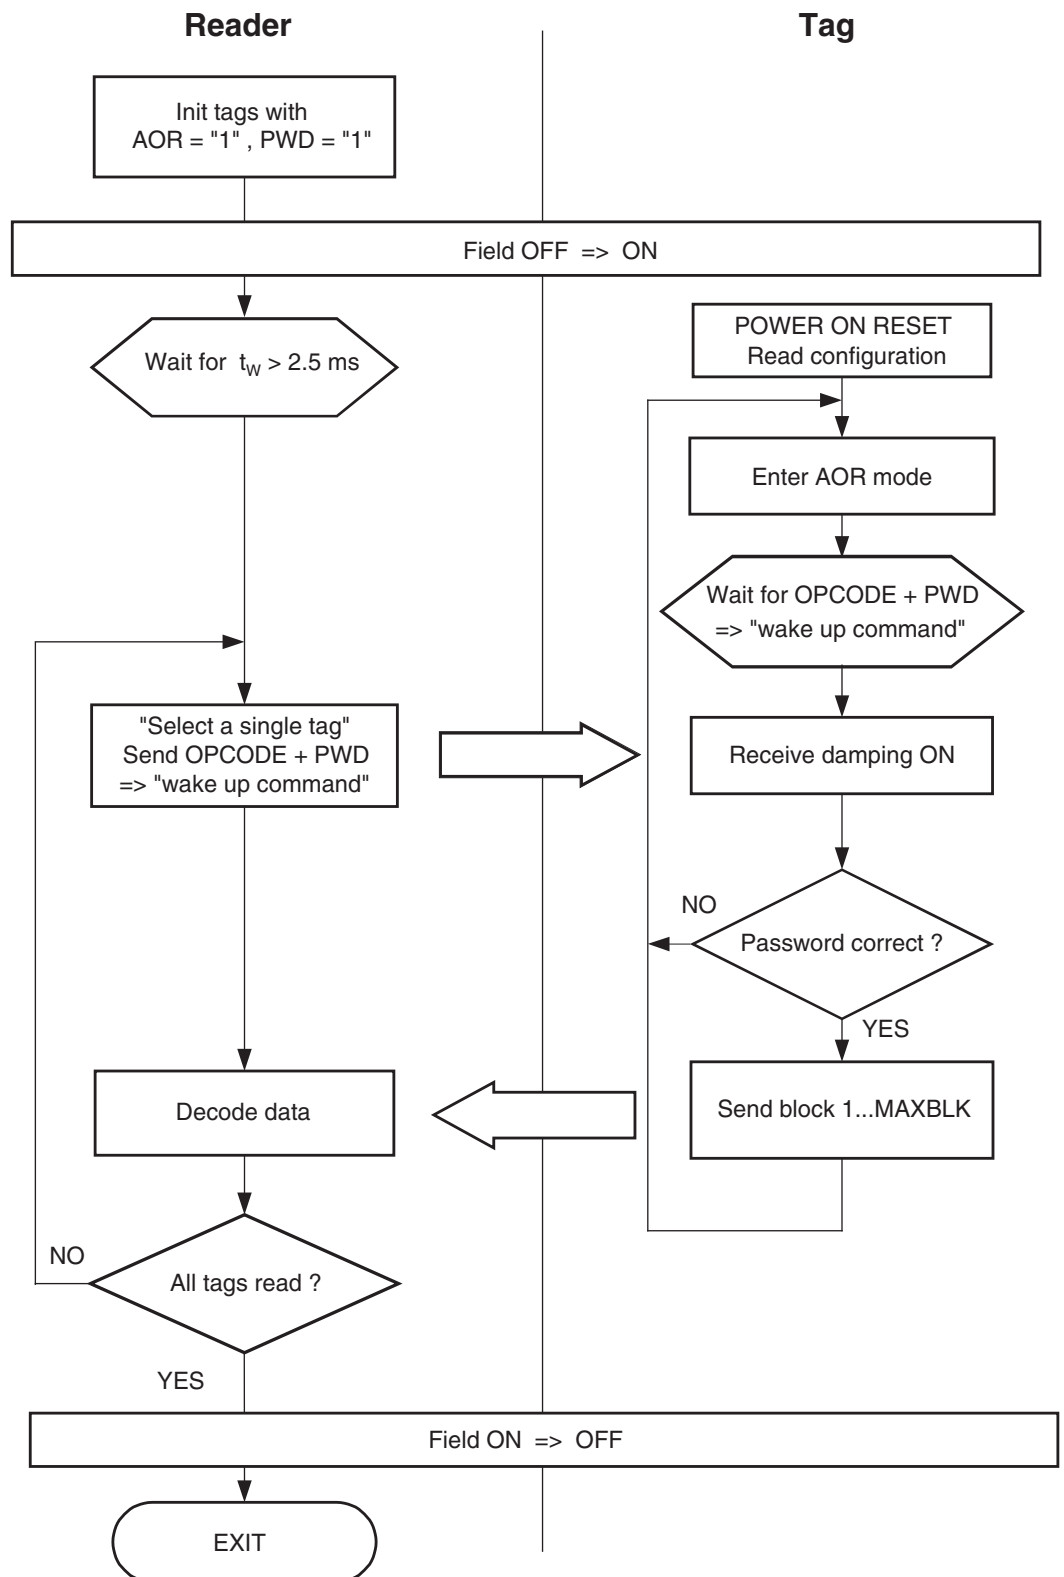 Reader
Tag
Init tags with
AOR = "1" , PWD = "1"
Field OFF => ON
Wait for tW > 2.5 ms
POWER ON RESET
Read configuration
Enter AOR mode
Wait for OPCODE + PWD
=> "wake up command"
"Select a single tag"
Send OPCODE + PWD
=> "wake up command"
Receive damping ON
NO
Password correct ?
YES
Decode data
Send block 1...MAXBLK
NO
All tags read ?
YES
Field ON => OFF
EXIT